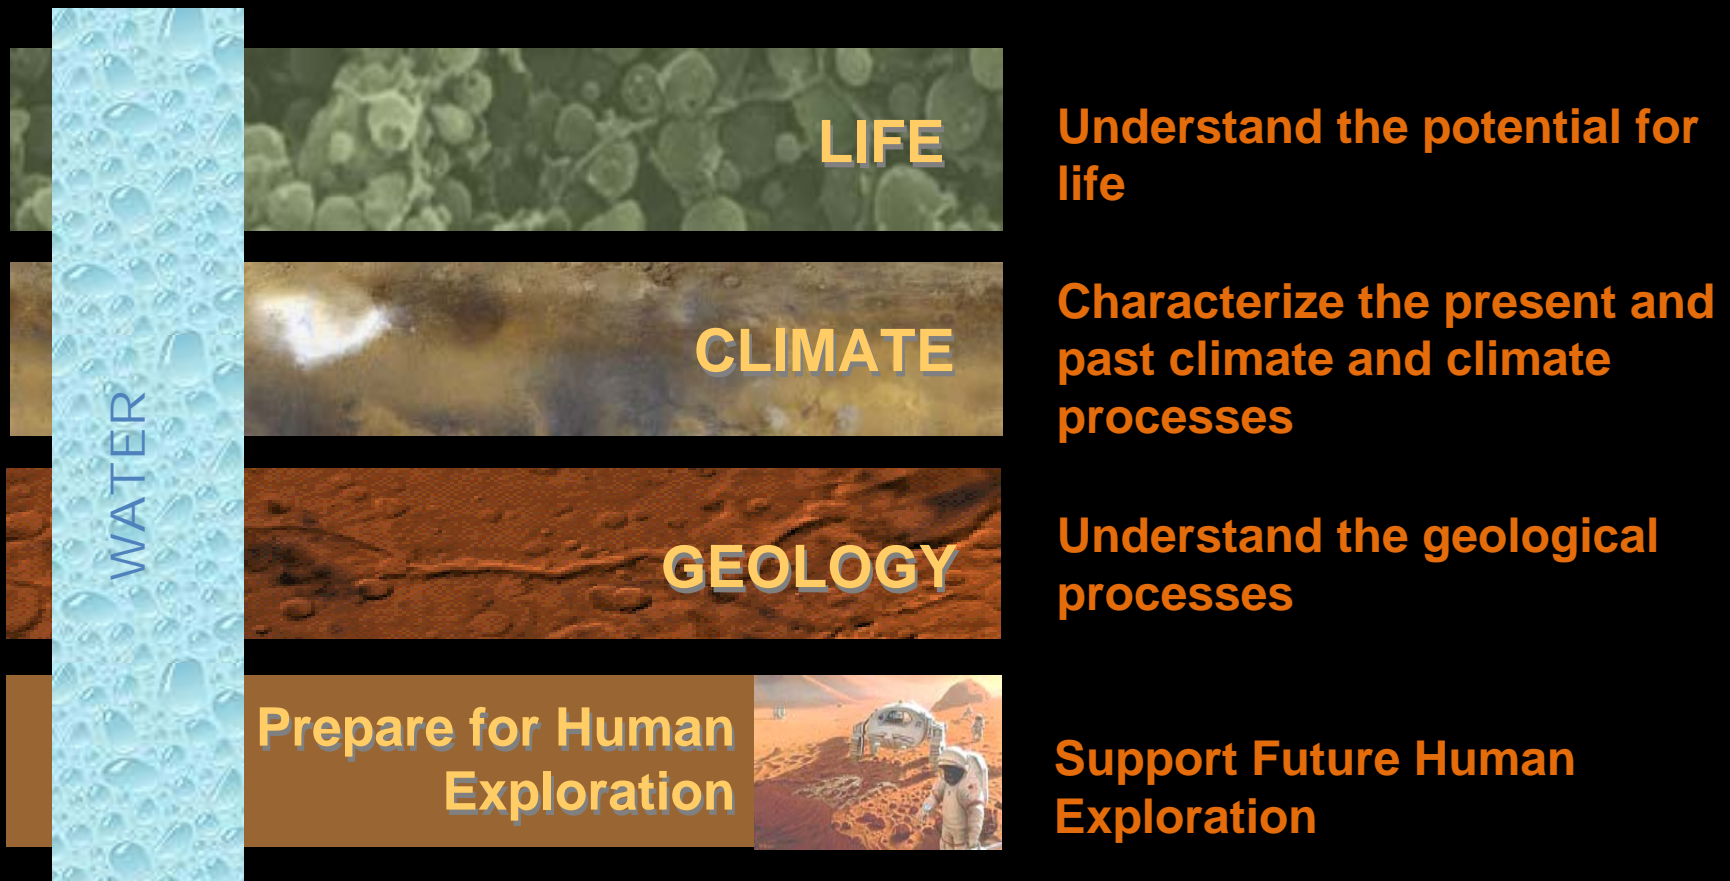 WATER
LIFE
Understand the potential for
life
CLIMATE
Characterize the present and
past climate and climate
processes
GEOLOGY
Understand the geological
processes
Prepare for Human
Exploration
Support Future Human
Exploration